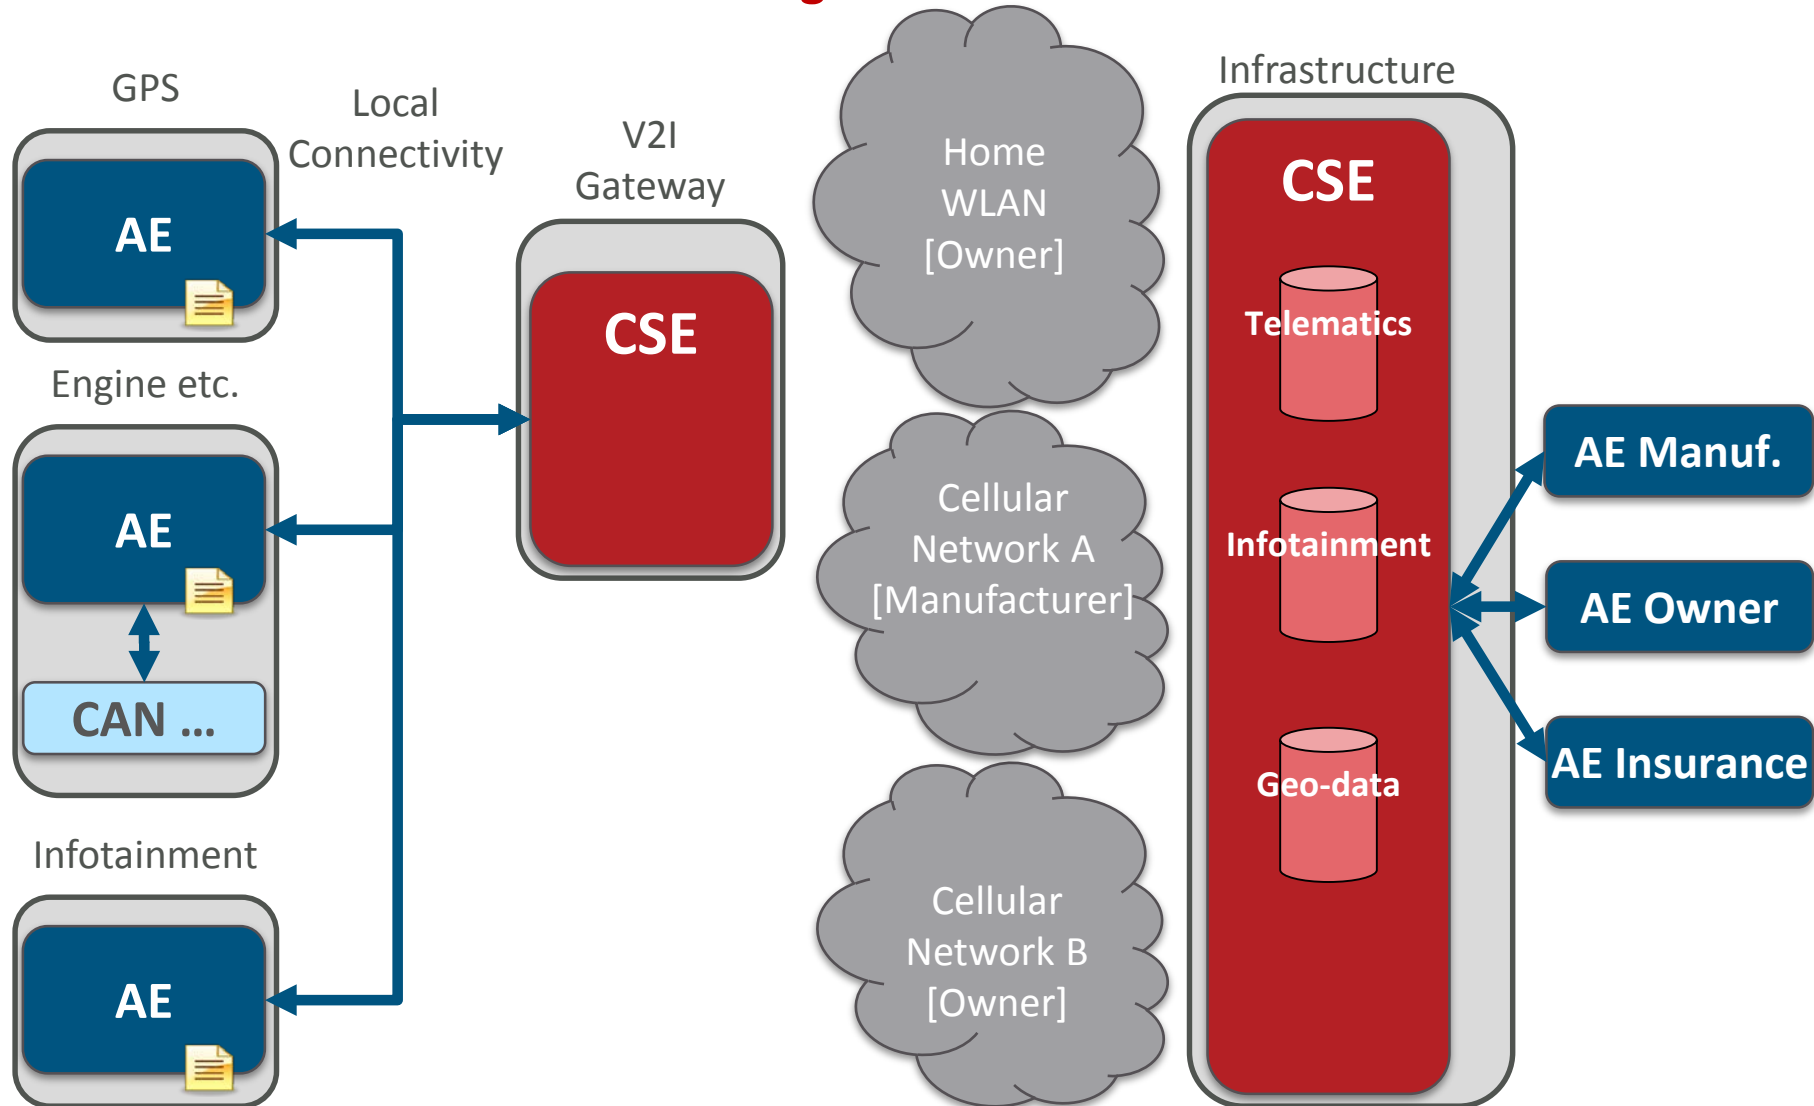 g
GPS
AE
Local
Connectivity
V2I
Gateway
CSE
Engine etc.
AE
CAN ...
Infotainment
AE
Home
WLAN
[Owner]
Cellular
Network A
[Manufacturer]
Cellular
Network B
[Owner]
Infrastructure
CSE
Telematics
Infotainment
Geo-data
AE Manuf.
AE Owner
AE Insurance